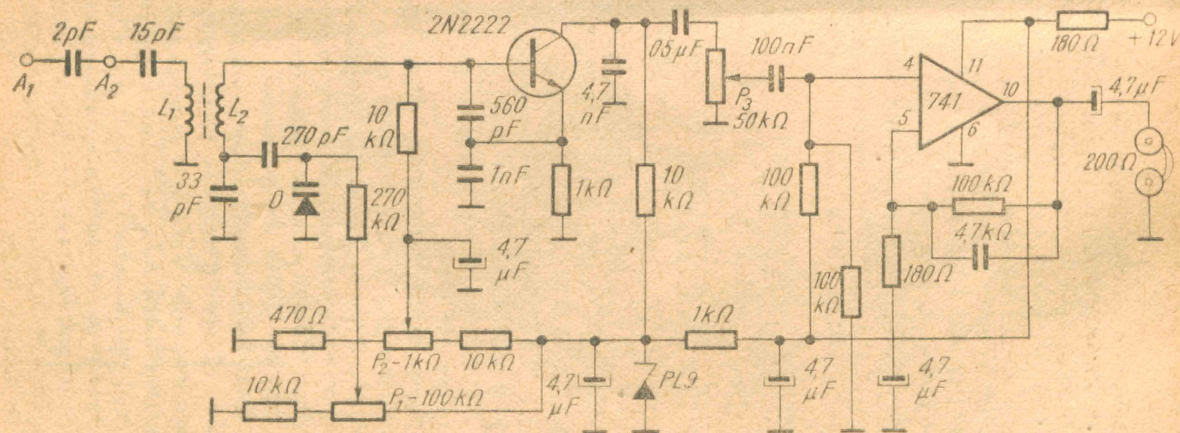 2pF
15pF
A1
A2
L1
L2
270pF
33
pF
D
270
kΩ
2N2222
10
kΩ
560
pF
1nF
1kΩ
4,7
μF
4,7
nF
05μF
10
kΩ
P3
50kΩ
100nF
4
5
741
11
10
6
180Ω
+12V
4,7μF
200Ω
100
kΩ
100
kΩ
100kΩ
4,7kΩ
180Ω
470Ω
P2-1kΩ
10kΩ
10kΩ
P1-100kΩ
4,7
μF
PL9
1kΩ
4,7
μF
4,7
μF